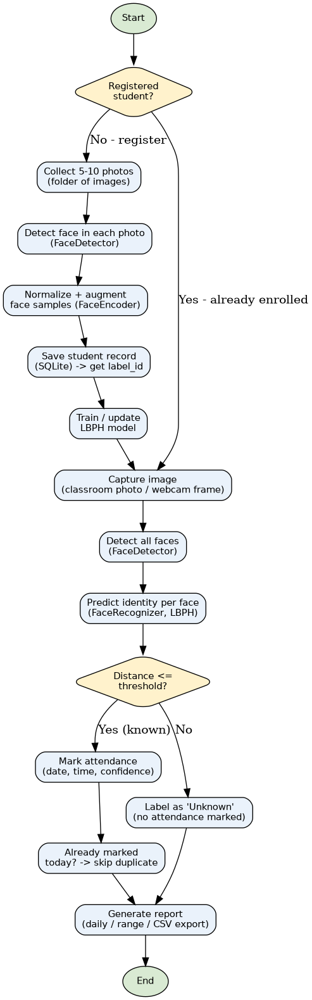 Start
Registered
student?
No - register
Collect 5-10 photos
(folder of images)
Detect face in each photo
(FaceDetector)
Normalize + augment
face samples (FaceEncoder)
Yes - already enrolled
Save student record
(SQLite) -> get label_id
Train / update
LBPH model
Capture image
(classroom photo / webcam frame)
Detect all faces
(FaceDetector)
Predict identity per face
(FaceRecognizer, LBPH)
Distance <=
threshold?
Yes (known)
No
Mark attendance
(date, time, confidence)
Label as 'Unknown'
(no attendance marked)
Already marked
today? -> skip duplicate
Generate report
(daily / range / CSV export)
End